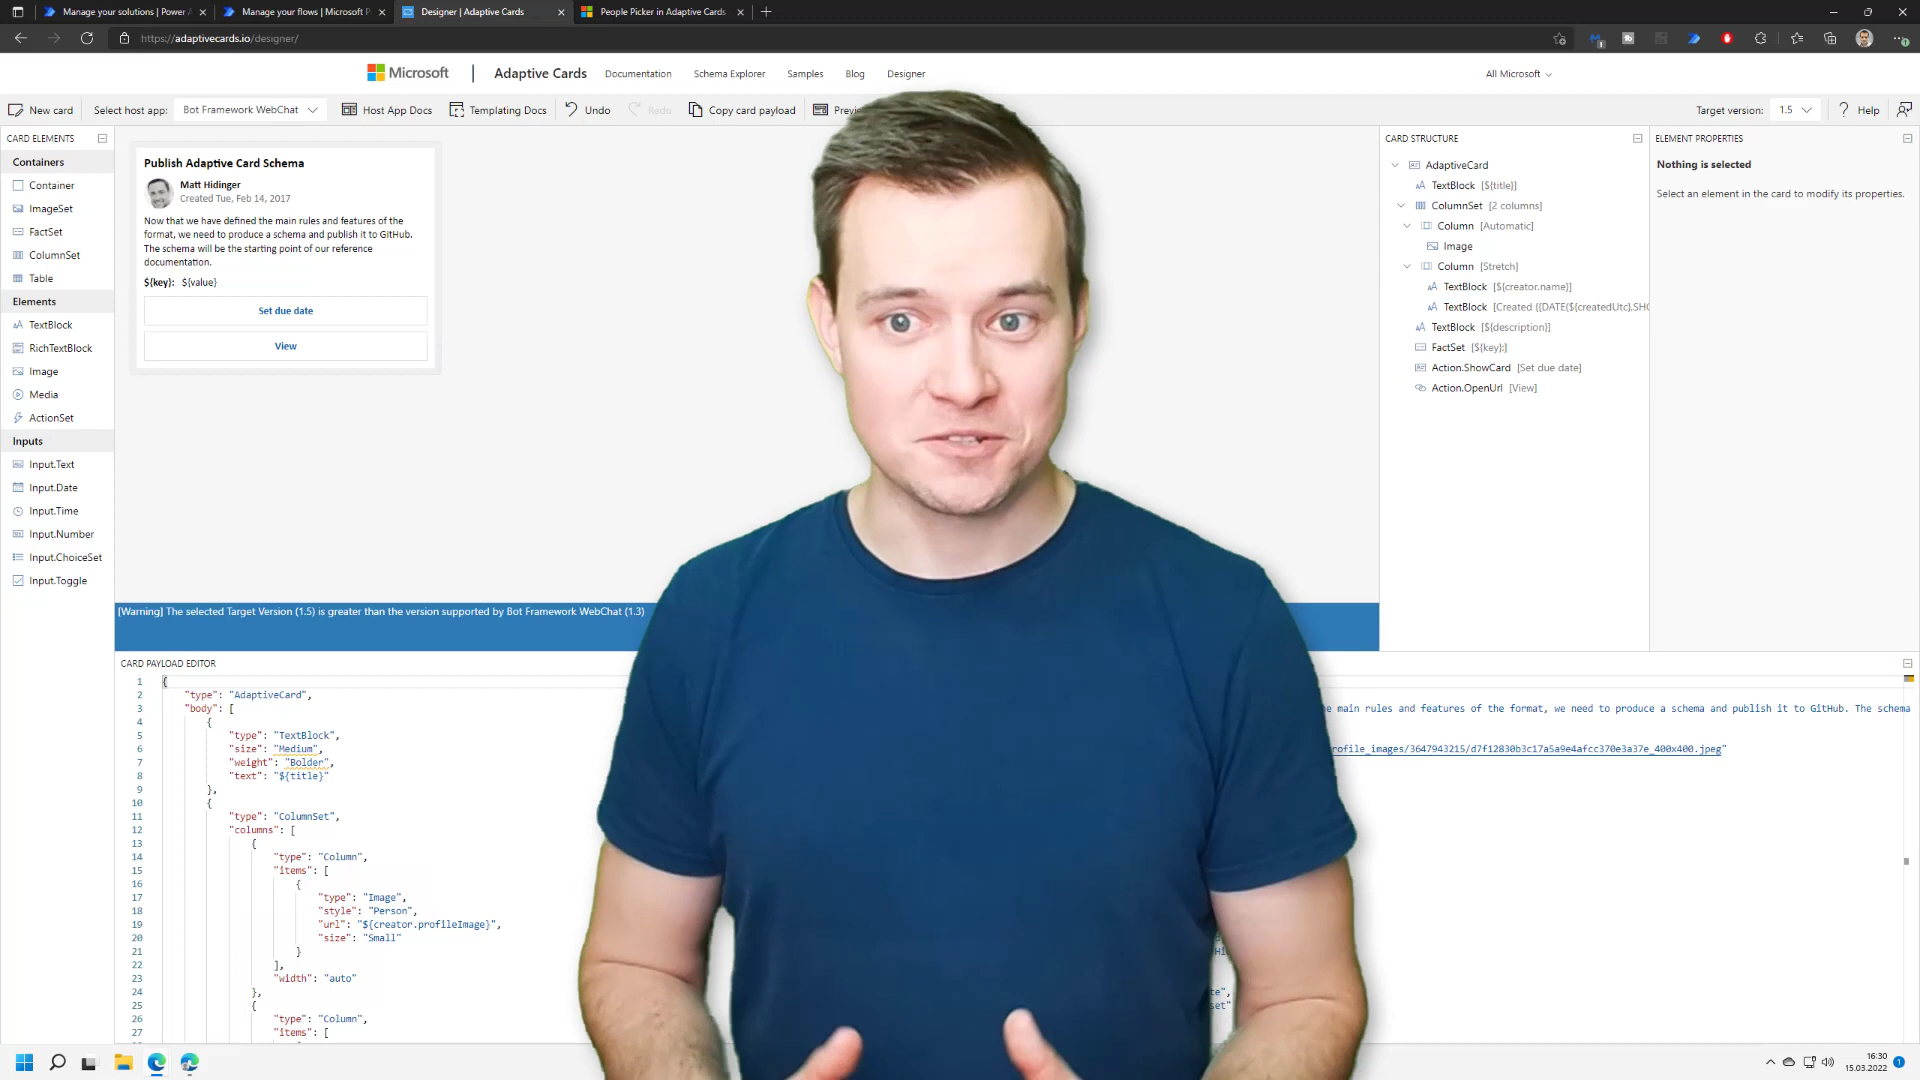 Manage your solutions | Power A
Manage your flows | Microsoft P
Designer | Adaptive Cards
People Picker in Adaptive Cards
https://adaptivecards.io/designer/
Microsoft
Adaptive Cards
Documentation
Schema Explorer
Samples
Blog
Designer
All Microsoft
New card
Select host app:
Bot Framework WebChat
Host App Docs
Templating Docs
Undo
Redo
Copy card payload
Target version:
1.5
Help
CARD ELEMENTS
Containers
Container
ImageSet
FactSet
ColumnSet
Table
Elements
TextBlock
RichTextBlock
Image
Media
ActionSet
Inputs
Input.Text
Input.Date
Input.Time
Input.Number
Input.ChoiceSet
Input.Toggle
Publish Adaptive Card Schema
Matt Hidinger
Created Tue, Feb 14, 2017
Now that we have defined the main rules and features of the
format, we need to produce a schema and publish it to GitHub.
The schema will be the starting point of our reference
documentation.
${key}: ${value}
Set due date
View
[Warning] The selected Target Version (1.5) is greater than the version supported by Bot Framework WebChat (1.3)
CARD STRUCTURE
AdaptiveCard
TextBlock [${title}]
ColumnSet [2 columns]
Column [Automatic]
Image
Column [Stretch]
TextBlock [${creator.name}]
TextBlock [Created {{DATE(${createdUtc},SHO
TextBlock [${description}]
FactSet [${key}:]
Action.ShowCard [Set due date]
Action.OpenUrl [View]
ELEMENT PROPERTIES
Nothing is selected
Select an element in the card to modify its properties.
CARD PAYLOAD EDITOR
1 {
2 "type": "AdaptiveCard",
3 "body": [
4 {
5 "type": "TextBlock",
6 "size": "Medium",
7 "weight": "Bolder",
8 "text": "${title}"
9 },
10 {
11 "type": "ColumnSet",
12 "columns": [
13 {
14 "type": "Column",
15 "items": [
16 {
17 "type": "Image",
18 "style": "Person",
19 "url": "${creator.profileImage}",
20 "size": "Small"
21 }
22 ],
23 "width": "auto"
24 },
25 {
26 "type": "Column",
27 "items": [
main rules and features of the format, we need to produce a schema and publish it to GitHub. The schema
rofile_images/3647943215/d7f12830b3c17a5a9e4afcc370e3a37e_400x400.jpeg"
16:30
15.03.2022
1